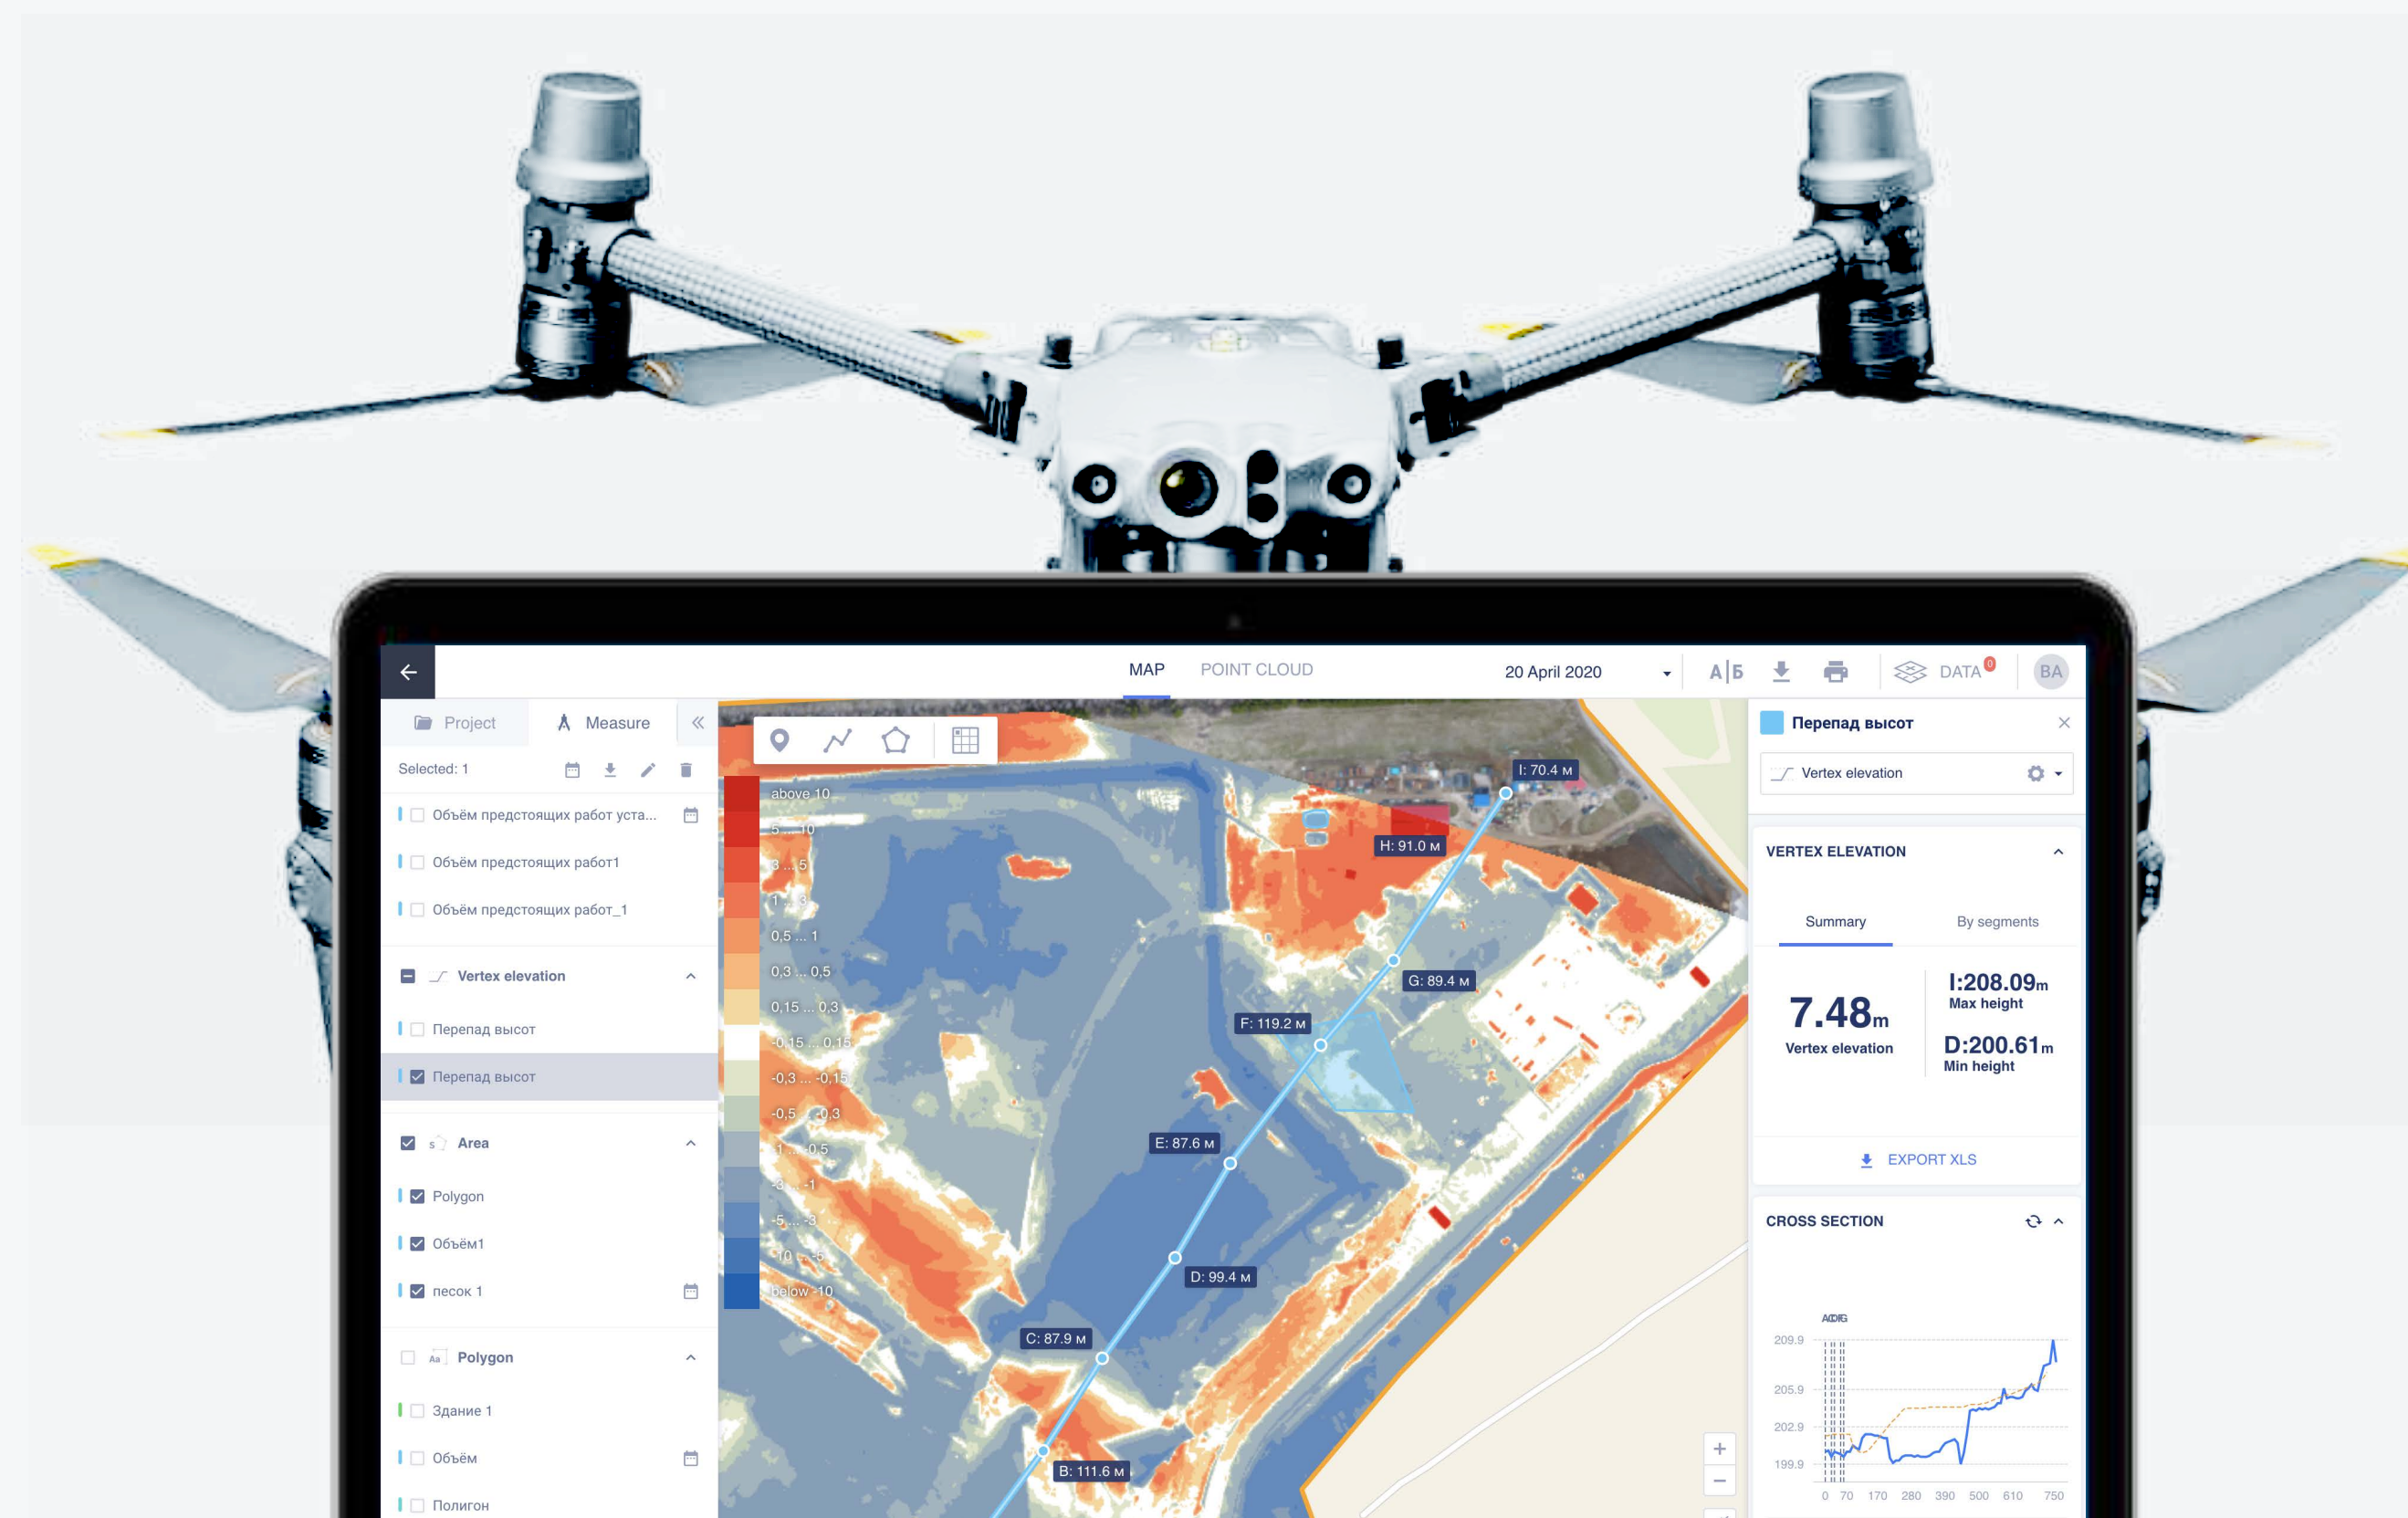 MAP
POINT CLOUD
20 April 2020
А|Б
DATA
0
BA
Project
Measure
Selected: 1
Объём предстоящих работ уста...
Объём предстоящих работ1
Объём предстоящих работ_1
Vertex elevation
Перепад высот
Перепад высот
S
Area
Polygon
Объём1
песок 1
Aa
Polygon
Здание 1
Объём
Полигон
above 10
5 ... 10
3 ... 5
1 ... 3
0,5 ... 1
0,3 ... 0,5
0,15 ... 0,3
-0,15 ... 0,15
-0,3 ... -0,15
-0,5 ... -0,3
-1 ... -0,5
-3 ... -1
-5 ... -3
-10 ... -5
below -10
I: 70.4 м
H: 91.0 м
G: 89.4 м
F: 119.2 м
E: 87.6 м
D: 99.4 м
C: 87.9 м
B: 111.6 м
+
−
Перепад высот
Vertex elevation
VERTEX ELEVATION
Summary
By segments
7.48m
Vertex elevation
I:208.09m
Max height
D:200.61m
Min height
EXPORT XLS
CROSS SECTION
209.9
205.9
202.9
199.9
0 70 170 280 390 500 610 750